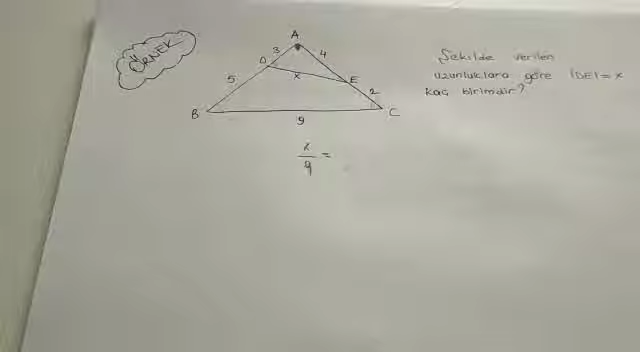 ÖRNEK
A
3
4
D
x
E
5
2
B
C
9
Şekilde verilen
uzunluklara göre |DE|=x
kaç birimdir?
x/9 =